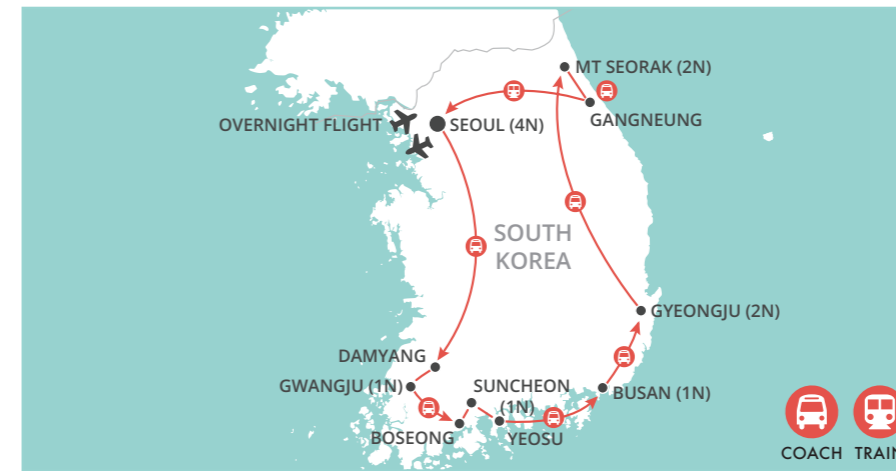 MT SEORAK (2N)
GANGNEUNG
OVERNIGHT FLIGHT
SEOUL (4N)
SOUTH
KOREA
GYEONGJU (2N)
DAMYANG
GWANGJU (1N)
SUNCHEON
(1N)
BUSAN (1N)
BOSEONG
YEOSU
COACH
TRAIN